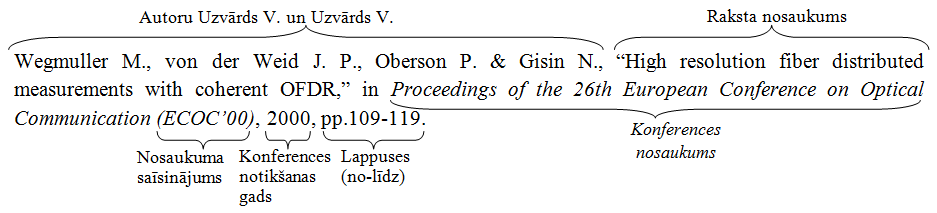 Autoru Uzvārds V. un Uzvārds V.
Raksta nosaukums
Wegmuller M., von der Weid J. P., Oberson P. & Gisin N., “High resolution fiber distributed
measurements with coherent OFDR,” in Proceedings of the 26th European Conference on Optical
Communication (ECOC’00), 2000, pp.109-119.
Konferences
nosaukums
Nosaukuma
saīsinājums
Konferences
notikšanas
gads
Lappuses
(no-līdz)